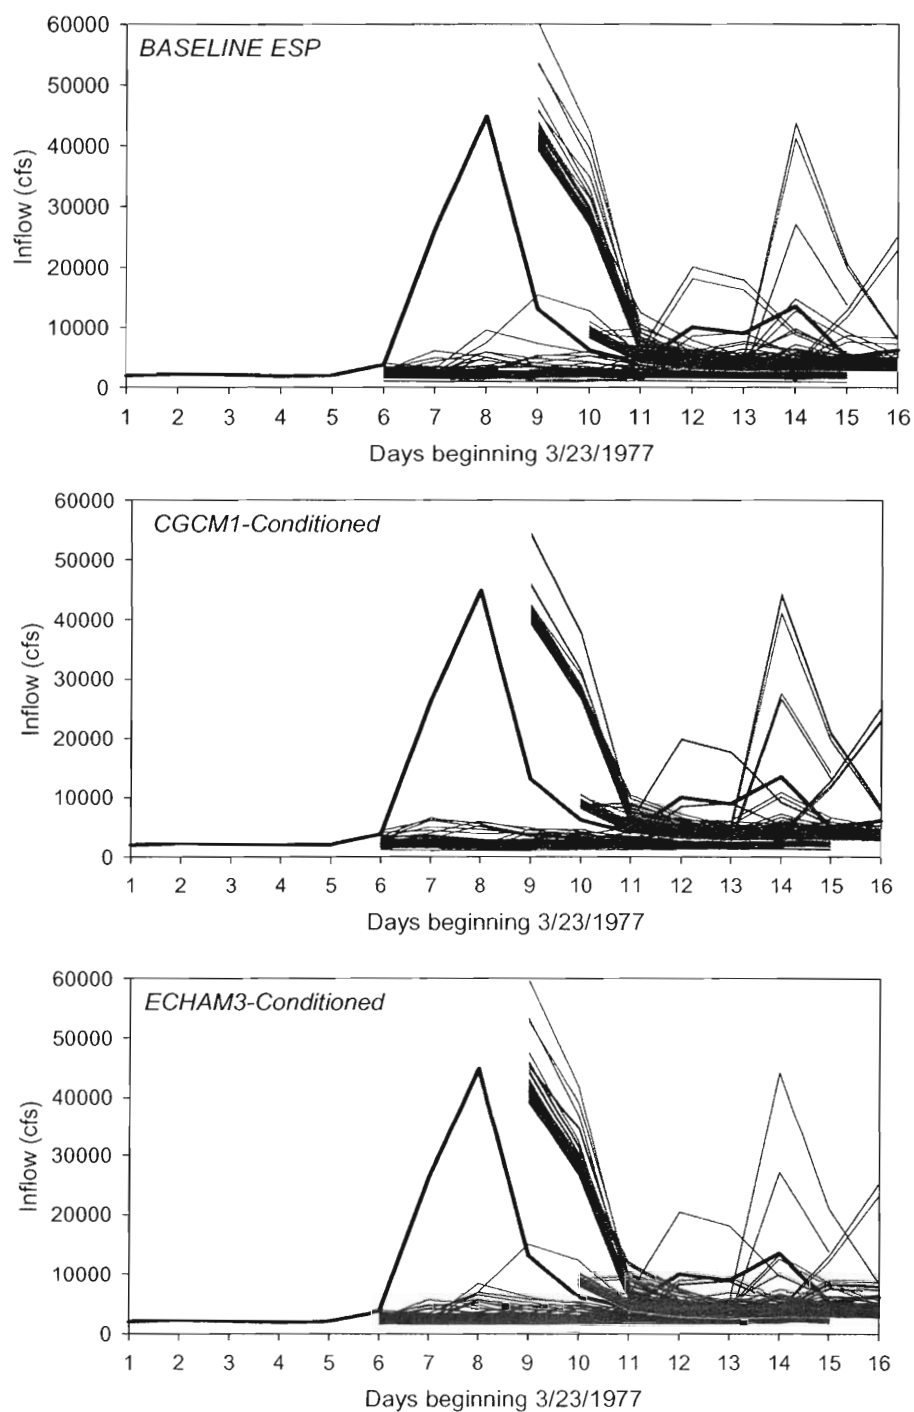 BASELINE ESP
60000
50000
40000
30000
20000
10000
0
Inflow (cfs)
1 2 3 4 5 6 7 8 9 10 11 12 13 14 15 16
Days beginning 3/23/1977
CGCM1-Conditioned
60000
50000
40000
30000
20000
10000
0
Inflow (cfs)
1 2 3 4 5 6 7 8 9 10 11 12 13 14 15 16
Days beginning 3/23/1977
ECHAM3-Conditioned
60000
50000
40000
30000
20000
10000
0
Inflow (cfs)
1 2 3 4 5 6 7 8 9 10 11 12 13 14 15 16
Days beginning 3/23/1977